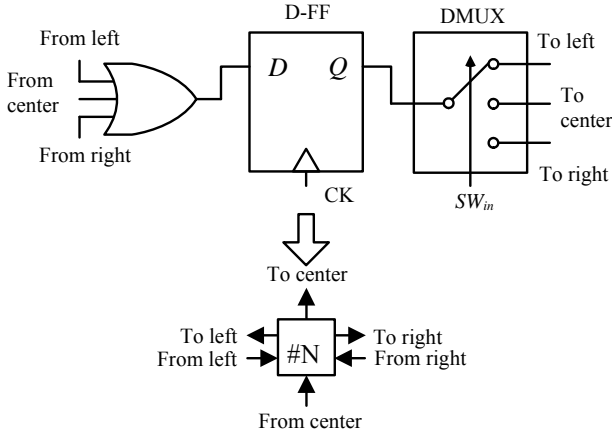 D-FF
DMUX
From left
From
center
From right
D
Q
CK
To left
To
center
To right
SWin
To center
To left
From left
#N
To right
From right
From center